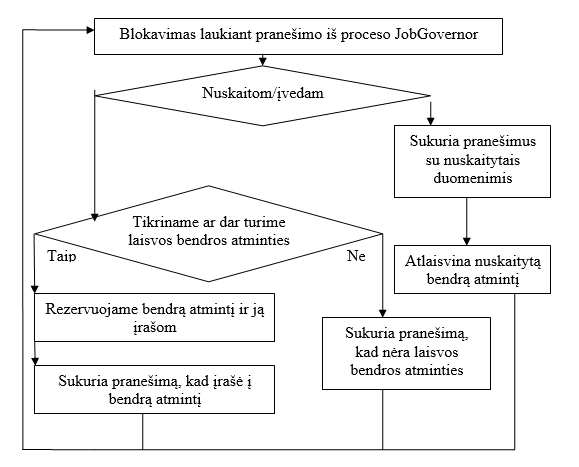 Blokavimas laukiant pranešimo iš proceso JobGovernor
Nuskaitom/įvedam
Sukuria pranešimus
su nuskaitytais
duomenimis
Tikriname ar dar turime
laisvos bendros atminties
Taip
Ne
Atlaisvina nuskaitytą
bendrą atmintį
Rezervuojame bendrą atmintį ir ją
įrašom
Sukuria pranešimą,
kad nėra laisvos
bendros atminties
Sukuria pranešimą, kad įrašė į
bendrą atmintį